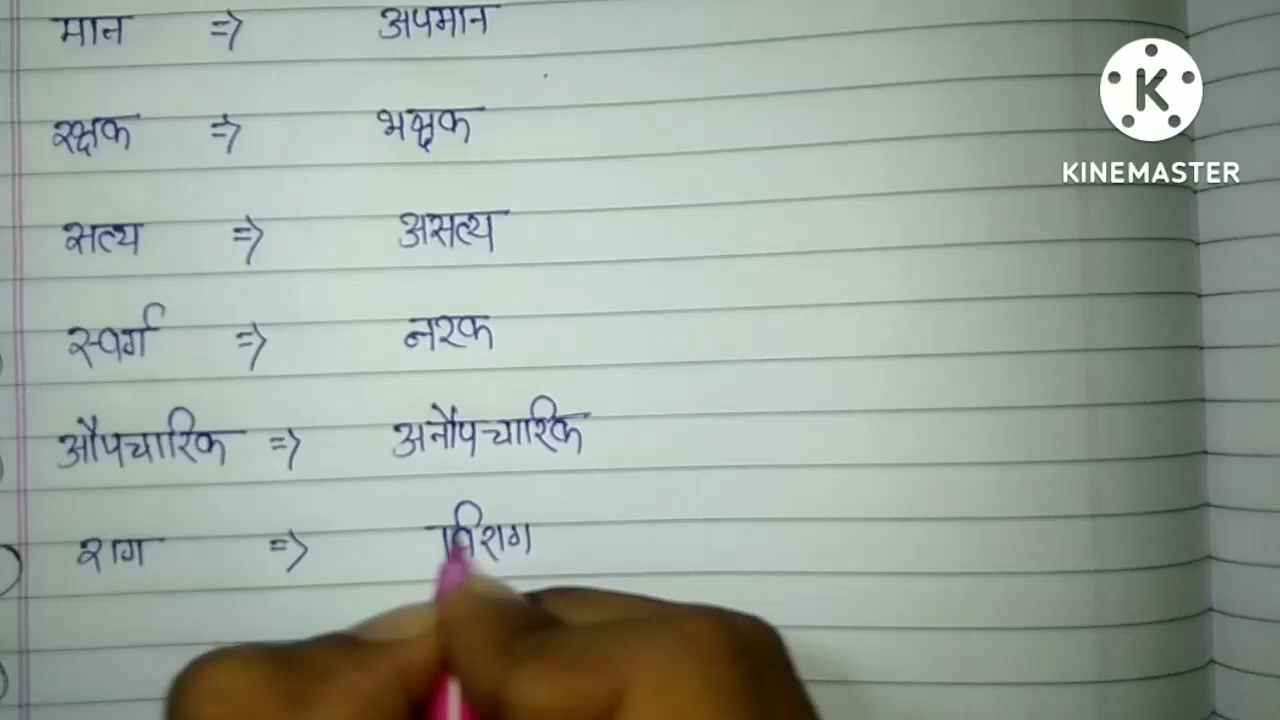 मान => अपमान
रक्षक => भक्षक
सत्य => असत्य
स्वर्ग => नरक
औपचारिक => अनौपचारिक
राग => विराग
K
KINEMASTER